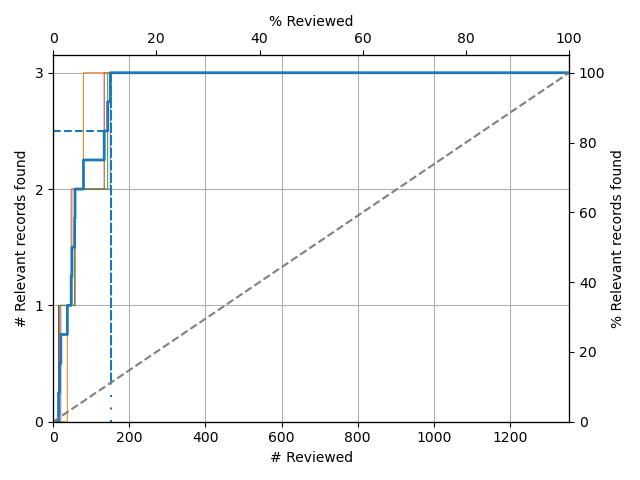 % Reviewed
0 20 40 60 80 100
3 100
80
2
60
1
40
20
0 0
# Relevant records found
% Relevant records found
0 200 400 600 800 1000 1200
# Reviewed